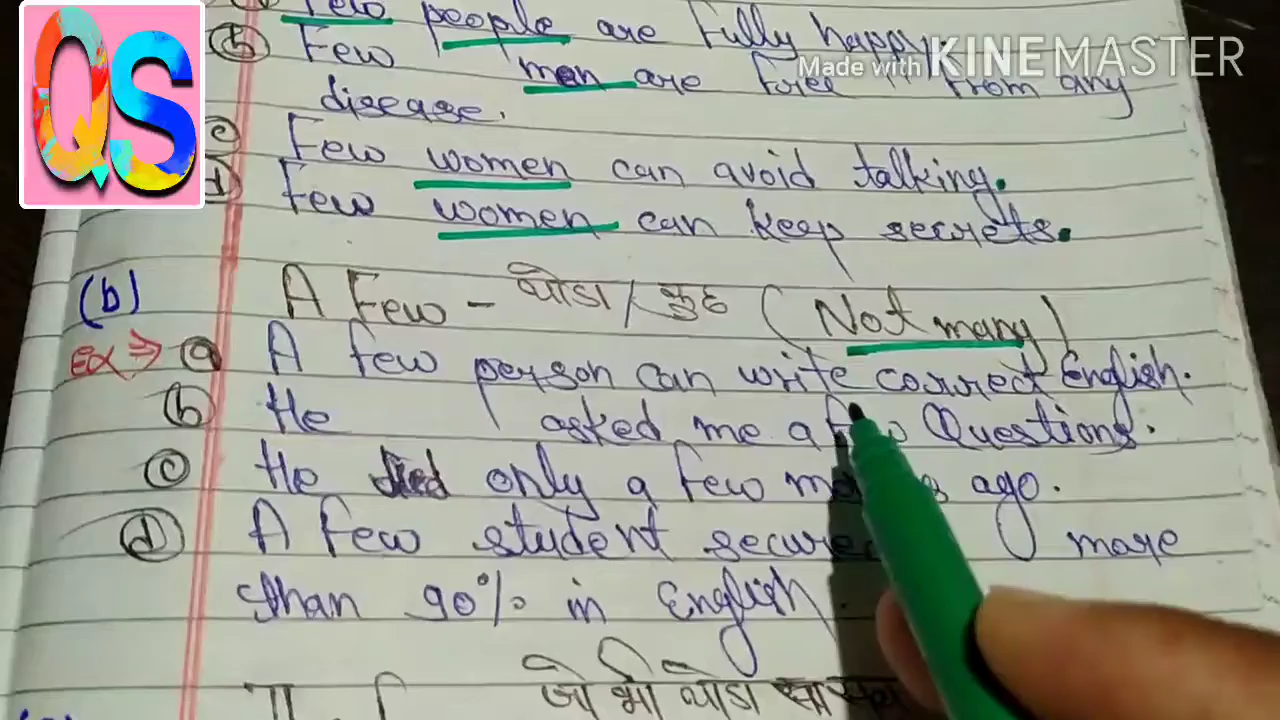 Few people are fully happy
Made with KINEMASTER
QS
(b) Few men are free from any
disease.
(c) Few women can avoid talking.
(d) Few women can keep secrets.
(b) A Few - थोडा / कुछ (Not many)
Ex ⇒ (a) A few person can write correct English.
(b) He asked me a few Questions.
(c) He died only a few ago.
(d) A few student secured more
than 90% in English.
जो भी थोडा